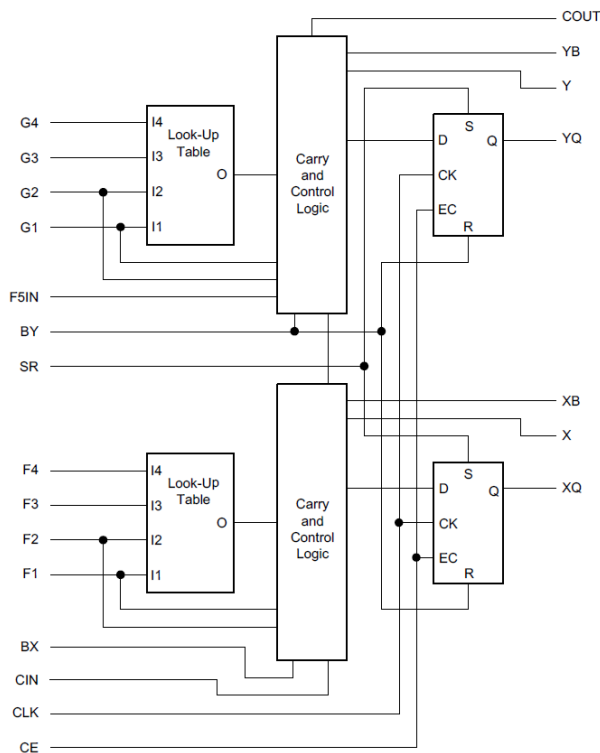 COUT
YB
Y
G4
I4
Look-Up
Table
S
G3
I3
D
Q
YQ
O
Carry
and
Control
Logic
G2
I2
CK
G1
I1
EC
R
F5IN
BY
SR
XB
X
F4
I4
Look-Up
Table
S
F3
I3
D
Q
XQ
O
Carry
and
Control
Logic
F2
I2
CK
F1
I1
EC
R
BX
CIN
CLK
CE